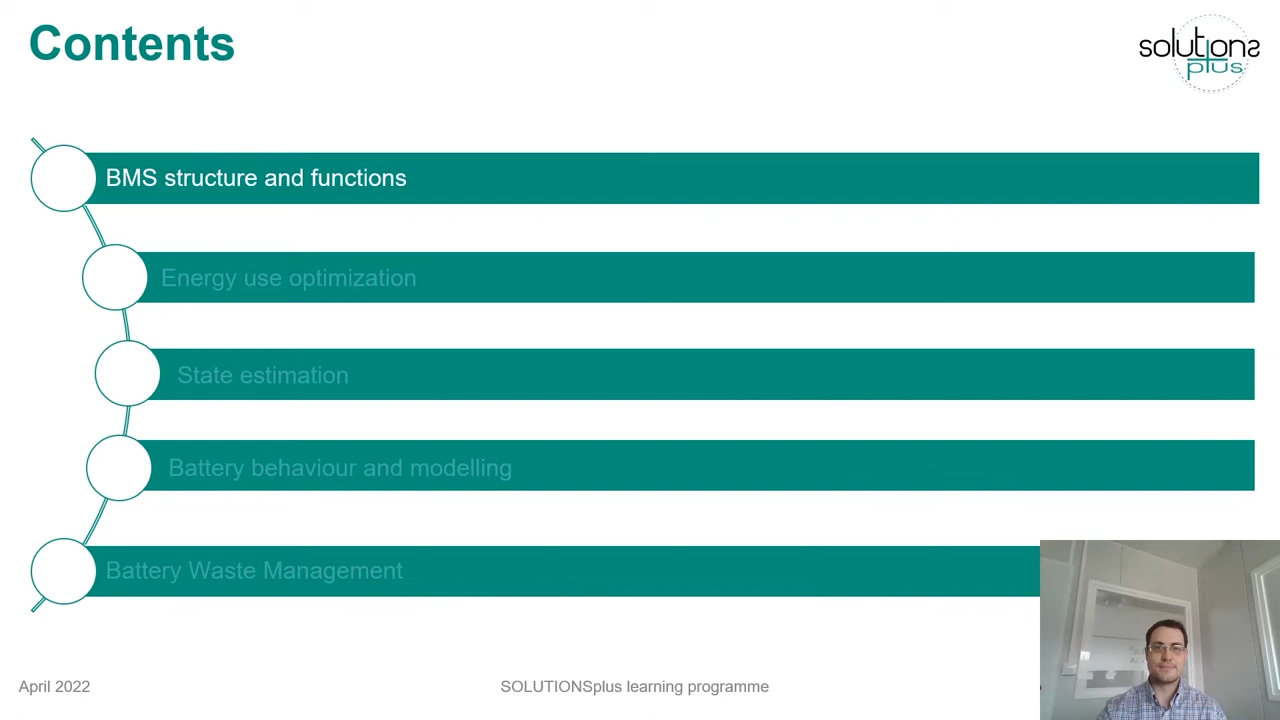 Contents
solutions
plus
BMS structure and functions
Energy use optimization
State estimation
Battery behaviour and modelling
Battery Waste Management
April 2022
SOLUTIONSplus learning programme